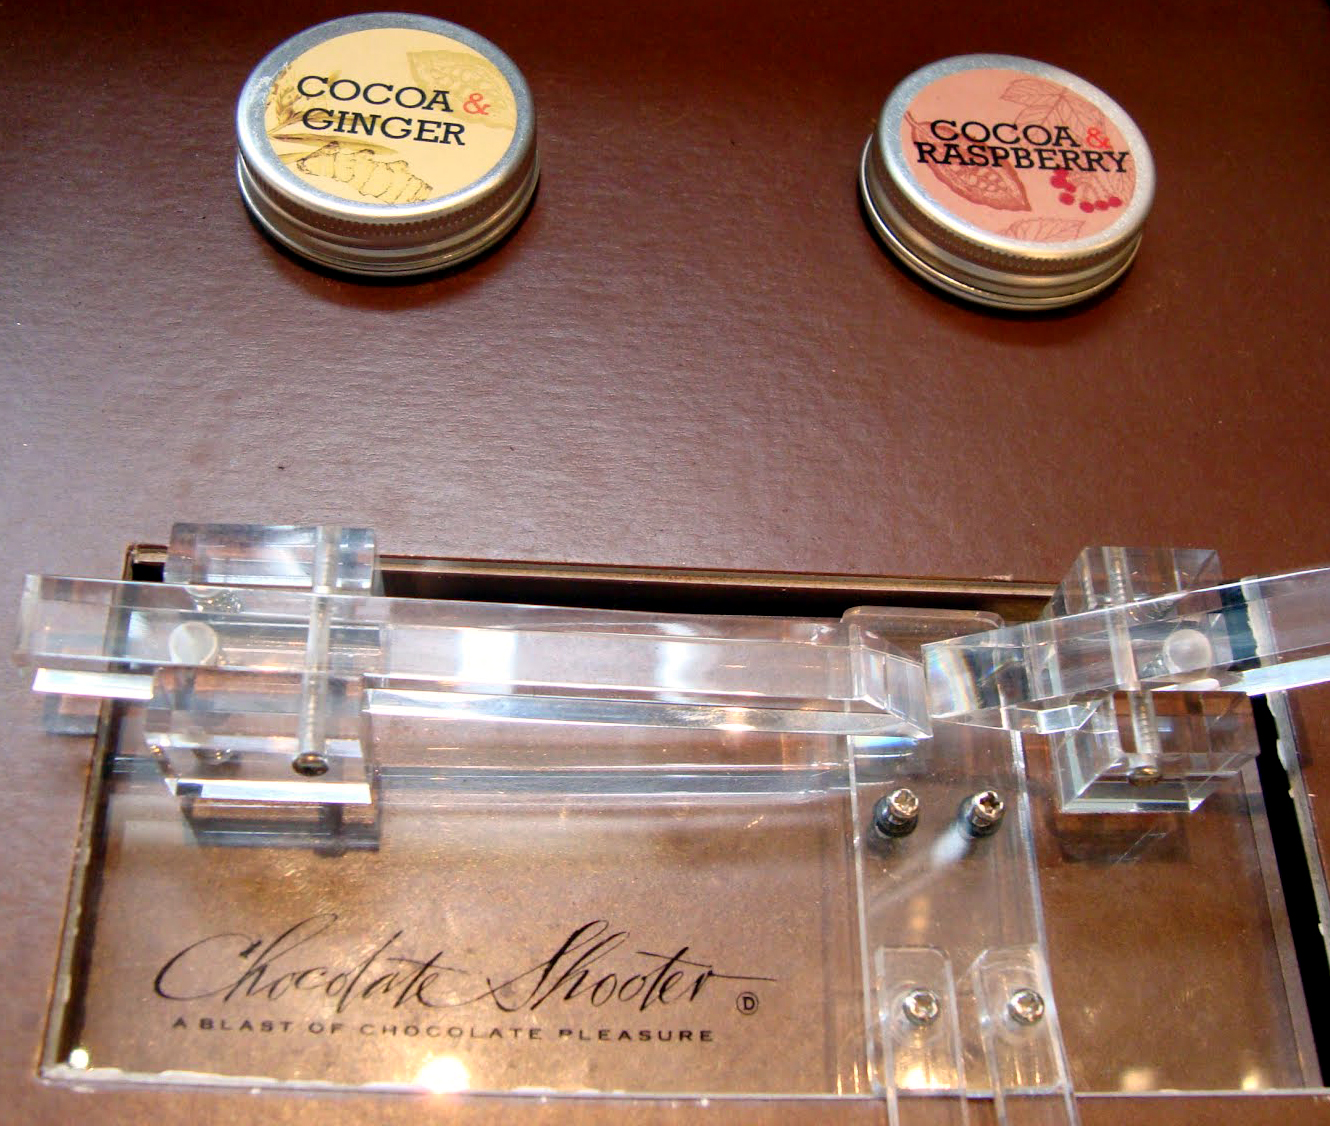 COCOA &
GINGER
COCOA &
RASPBERRY
Chocolate Shooter Ⓓ
A BLAST OF CHOCOLATE PLEASURE